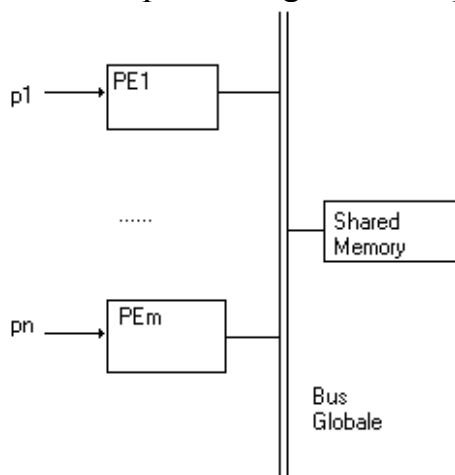 PE1
p1
......
Shared
Memory
pn
PEm
Bus
Globale